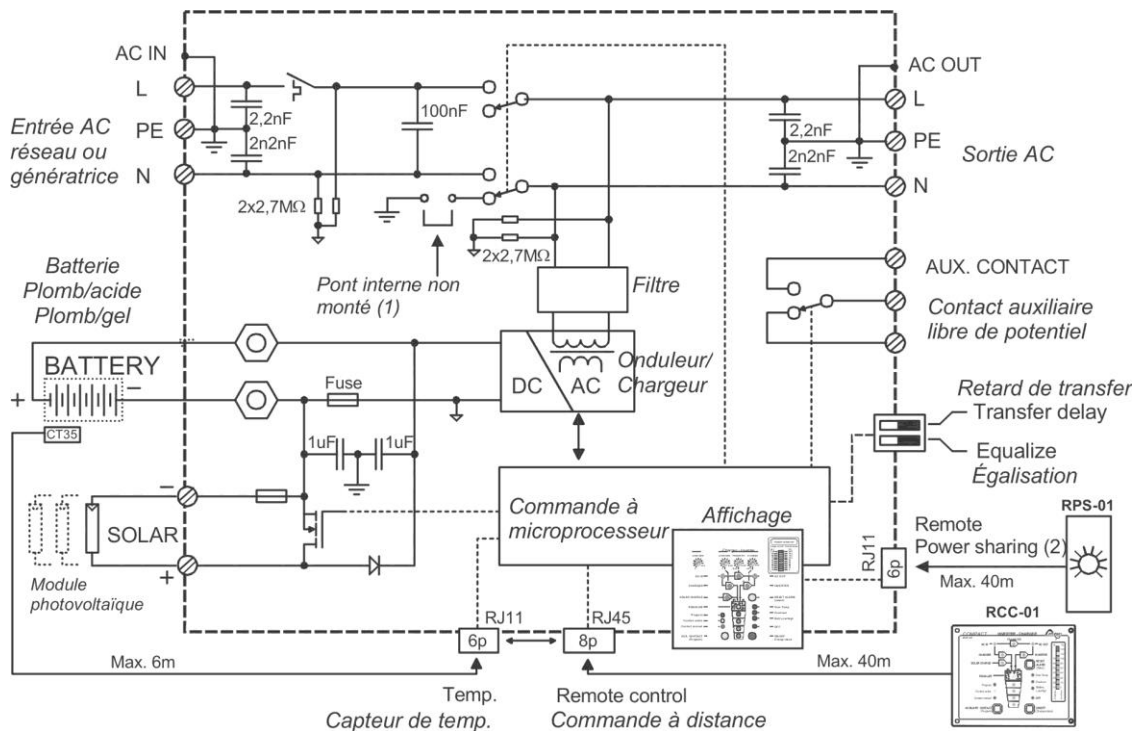 AC IN
L
PE
N
Entrée AC
réseau ou
génératrice
2,2nF
2n2nF
100nF
2x2,7MΩ
2x2,7MΩ
Pont interne non
monté (1)
Filtre
AC OUT
L
PE
N
2,2nF
2n2nF
Sortie AC
AUX. CONTACT
Contact auxiliaire
libre de potentiel
Batterie
Plomb/acide
Plomb/gel
BATTERY
+
−
CT35
Fuse
1uF
1uF
DC
AC
Onduleur/
Chargeur
Retard de transfer
Transfer delay
Equalize
Égalisation
−
SOLAR
+
Module
photovoltaïque
Commande à
microprocesseur
Affichage
RJ11
6p
Remote
Power sharing (2)
Max. 40m
RPS-01
RCC-01
RJ11
6p
RJ45
8p
Max. 6m
Max. 40m
Temp.
Capteur de temp.
Remote control
Commande à distance